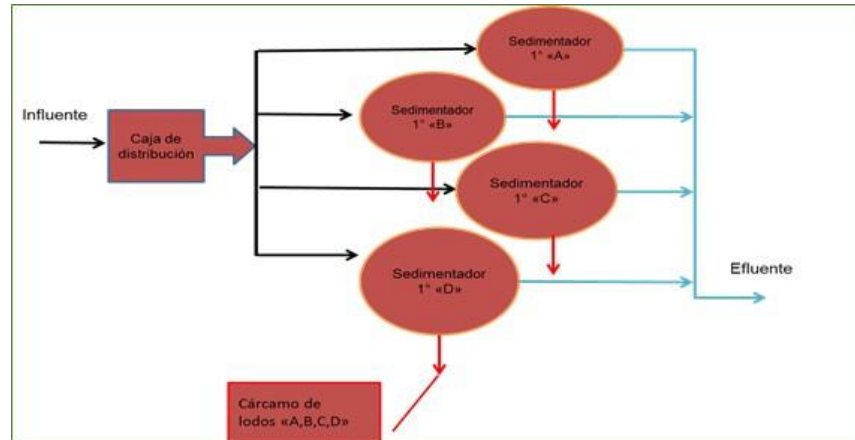 Influente
Caja de
distribución
Sedimentador
1° «A»
Sedimentador
1° «B»
Sedimentador
1° «C»
Sedimentador
1° «D»
Efluente
Cárcamo de
lodos «A,B,C,D»